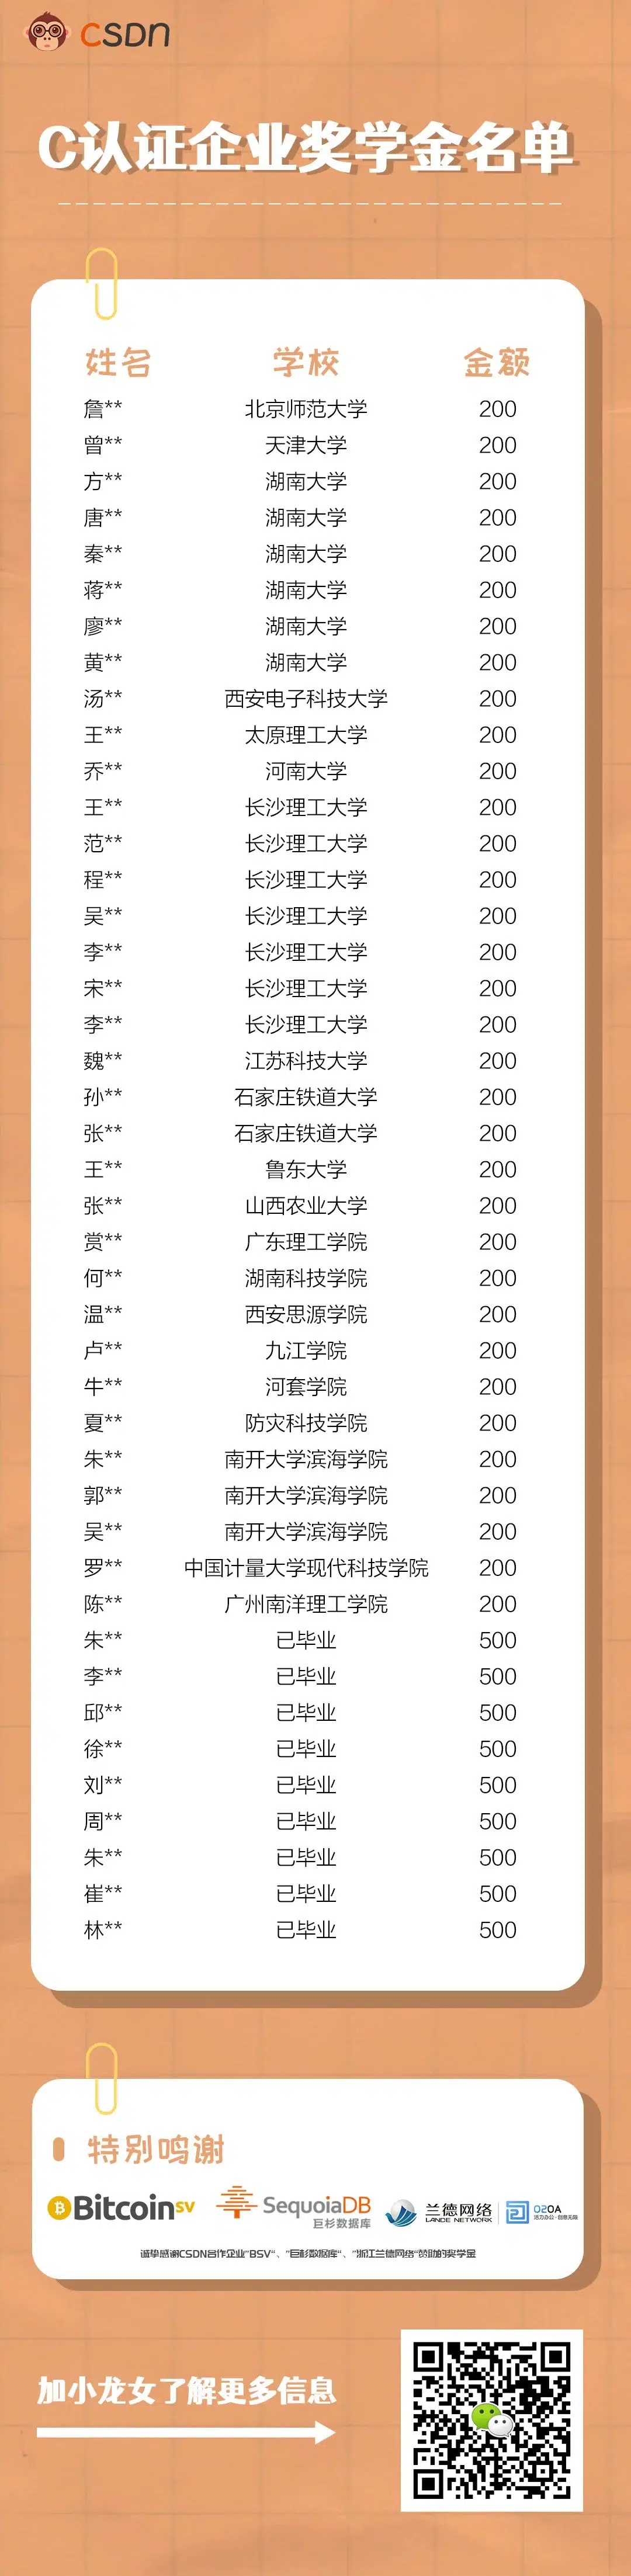 CSDN
C认证企业奖学金名单
姓名 学校 金额
詹** 北京师范大学 200
曾** 天津大学 200
方** 湖南大学 200
唐** 湖南大学 200
秦** 湖南大学 200
蒋** 湖南大学 200
廖** 湖南大学 200
黄** 湖南大学 200
汤** 西安电子科技大学 200
王** 太原理工大学 200
乔** 河南大学 200
王** 长沙理工大学 200
范** 长沙理工大学 200
程** 长沙理工大学 200
吴** 长沙理工大学 200
李** 长沙理工大学 200
宋** 长沙理工大学 200
李** 长沙理工大学 200
魏** 江苏科技大学 200
孙** 石家庄铁道大学 200
张** 石家庄铁道大学 200
王** 鲁东大学 200
张** 山西农业大学 200
赏** 广东理工学院 200
何** 湖南科技学院 200
温** 西安思源学院 200
卢** 九江学院 200
牛** 河套学院 200
夏** 防灾科技学院 200
朱** 南开大学滨海学院 200
郭** 南开大学滨海学院 200
吴** 南开大学滨海学院 200
罗** 中国计量大学现代科技学院 200
陈** 广州南洋理工学院 200
朱** 已毕业 500
李** 已毕业 500
邱** 已毕业 500
徐** 已毕业 500
刘** 已毕业 500
周** 已毕业 500
朱** 已毕业 500
崔** 已毕业 500
林** 已毕业 500
特别鸣谢
Bitcoin SV
SequoiaDB
巨杉数据库
兰德网络
LANDE NETWORK
O2OA
活力办公·创意无限
诚挚感谢CSDN合作企业"BSV"、"巨杉数据库"、"浙江兰德网络"赞助的奖学金
加小龙女了解更多信息